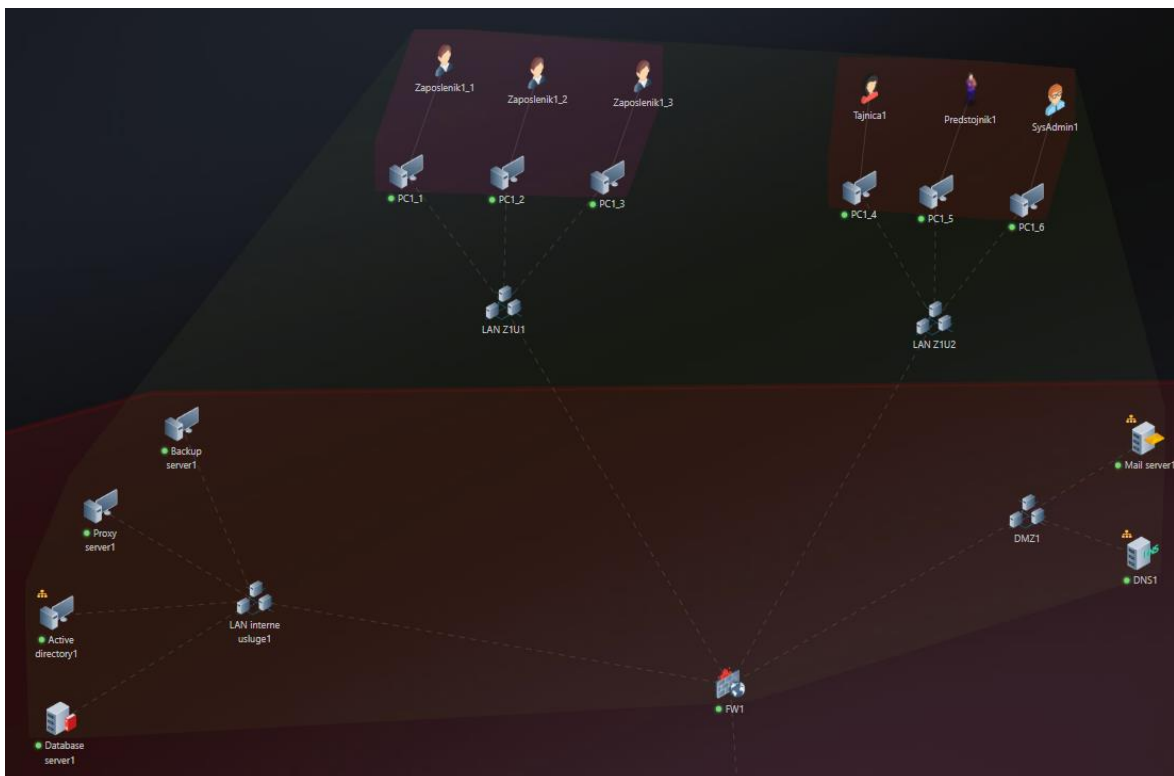 Zaposlenik1_1
Zaposlenik1_2
Zaposlenik1_3
Tajnica1
Predstojnik1
SysAdmin1
PC1_1
PC1_2
PC1_3
PC1_4
PC1_5
PC1_6
LAN Z1U1
LAN Z1U2
Backup
server1
Mail server1
Proxy
server1
DMZ1
DNS1
LAN interne
usluge1
Active
directory1
FW1
Database
server1